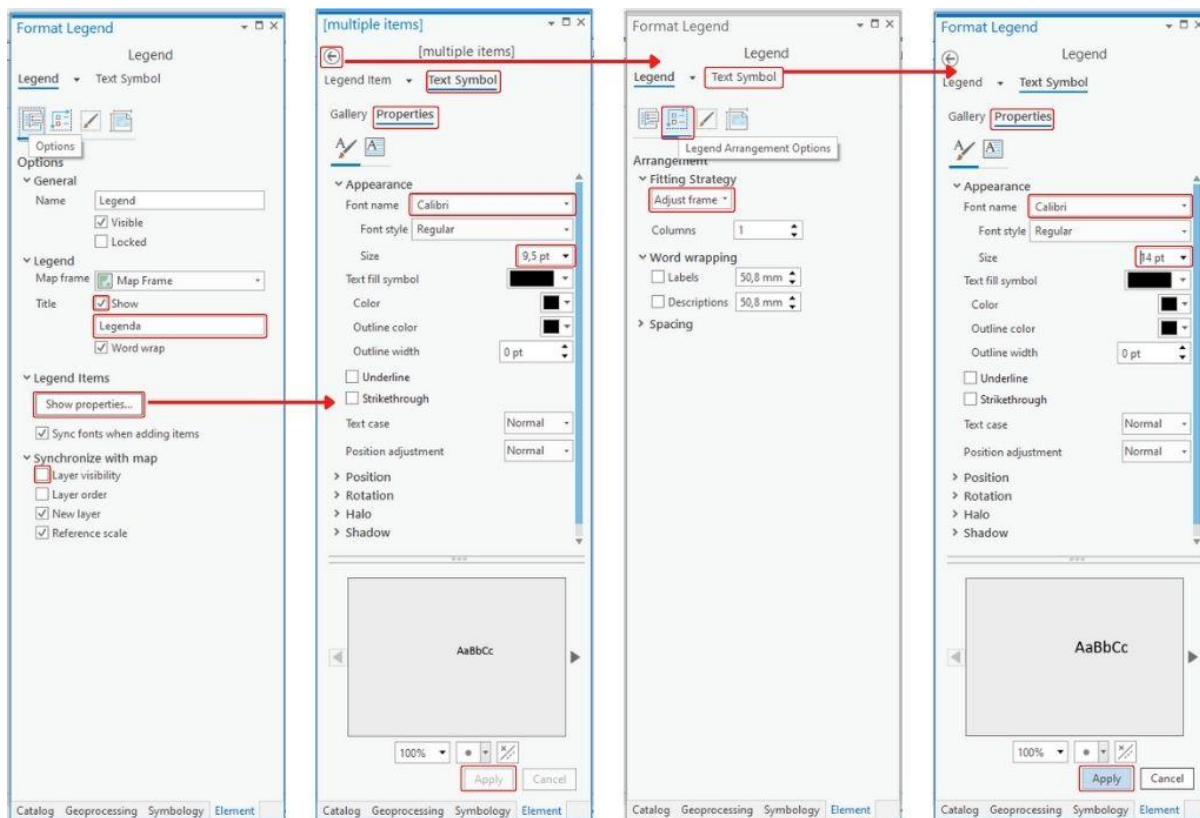 Format Legend
Legend
Legend
Text Symbol
Options
Options
General
Name
Legend
Visible
Locked
Legend
Map frame
Map Frame
Title
Show
Legenda
Word wrap
Legend Items
Show properties...
Sync fonts when adding items
Synchronize with map
Layer visibility
Layer order
New layer
Reference scale
Catalog
Geoprocessing
Symbology
Element
[multiple items]
[multiple items]
Legend Item
Text Symbol
Gallery
Properties
Appearance
Font name
Calibri
Font style
Regular
Size
9,5 pt
Text fill symbol
Color
Outline color
Outline width
0 pt
Underline
Strikethrough
Text case
Normal
Position adjustment
Normal
Position
Rotation
Halo
Shadow
AaBbCc
100%
Apply
Cancel
Catalog
Geoprocessing
Symbology
Element
Format Legend
Legend
Legend
Text Symbol
Legend Arrangement Options
Arrangement
Fitting Strategy
Adjust frame
Columns
1
Word wrapping
Labels
50,8 mm
Descriptions
50,8 mm
Spacing
Catalog
Geoprocessing
Symbology
Element
Format Legend
Legend
Legend
Text Symbol
Gallery
Properties
Appearance
Font name
Calibri
Font style
Regular
Size
14 pt
Text fill symbol
Color
Outline color
Outline width
0 pt
Underline
Strikethrough
Text case
Normal
Position adjustment
Normal
Position
Rotation
Halo
Shadow
AaBbCc
100%
Apply
Cancel
Catalog
Geoprocessing
Symbology
Element